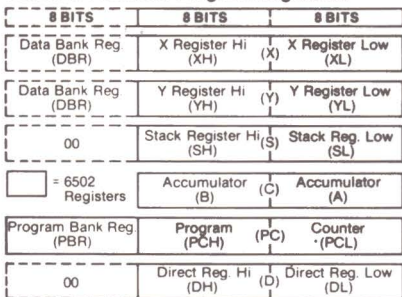 8 BITS 8 BITS 8 BITS
Data Bank Reg. X Register Hi (X) X Register Low
(DBR) (XH) (XL)
Data Bank Reg. Y Register Hi (Y) Y Register Low
(DBR) (YH) (YL)
00 Stack Register Hi (S) Stack Reg. Low
(SH) (SL)
= 6502 Accumulator (C) Accumulator
Registers (B) (A)
Program Bank Reg. Program (PC) Counter
(PBR) (PCH) (PCL)
00 Direct Reg. Hi (D) Direct Reg. Low
(DH) (DL)